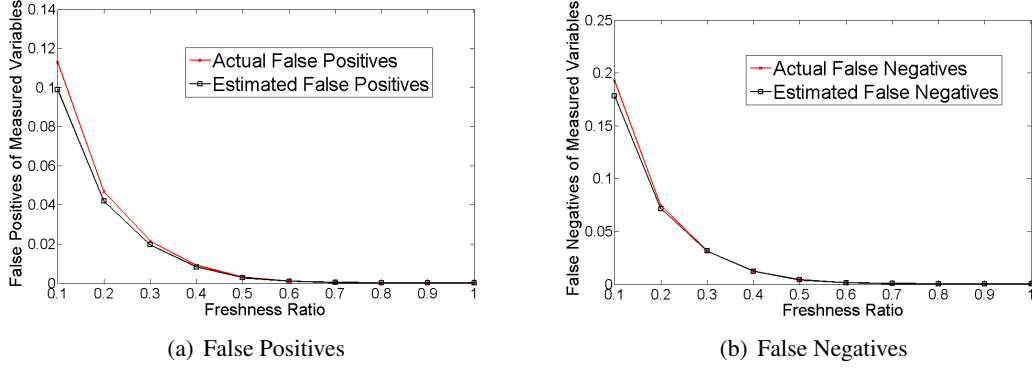 False Positives of Measured Variables
0.14
0.12
0.1
0.08
0.06
0.04
0.02
0
Actual False Positives
Estimated False Positives
0.1 0.2 0.3 0.4 0.5 0.6 0.7 0.8 0.9 1
Freshness Ratio
(a) False Positives
False Negatives of Measured Variables
0.25
0.2
0.15
0.1
0.05
0
Actual False Negatives
Estimated False Negatives
0.1 0.2 0.3 0.4 0.5 0.6 0.7 0.8 0.9 1
Freshness Ratio
(b) False Negatives